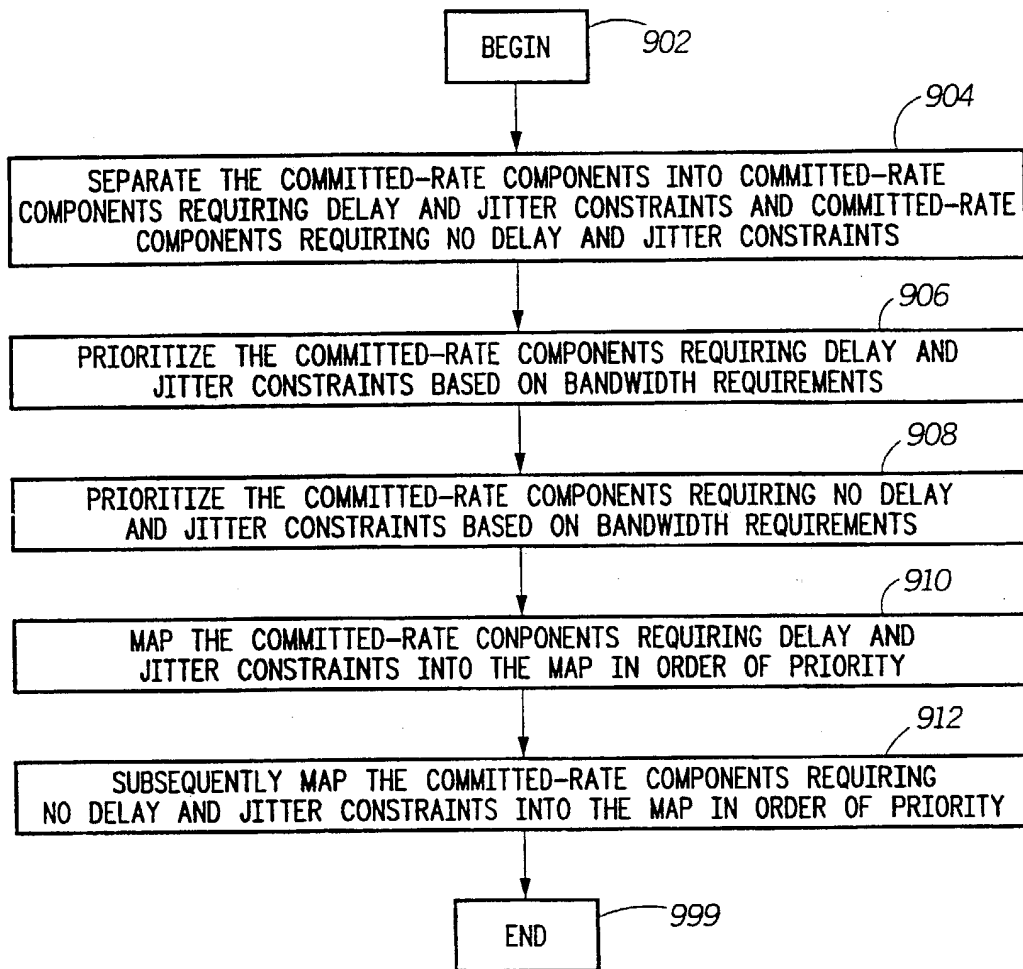 BEGIN
902
904
SEPARATE THE COMMITTED-RATE COMPONENTS INTO COMMITTED-RATE
COMPONENTS REQUIRING DELAY AND JITTER CONSTRAINTS AND COMMITTED-RATE
COMPONENTS REQUIRING NO DELAY AND JITTER CONSTRAINTS
906
PRIORITIZE THE COMMITTED-RATE COMPONENTS REQUIRING DELAY AND
JITTER CONSTRAINTS BASED ON BANDWIDTH REQUIREMENTS
908
PRIORITIZE THE COMMITTED-RATE COMPONENTS REQUIRING NO DELAY
AND JITTER CONSTRAINTS BASED ON BANDWIDTH REQUIREMENTS
910
MAP THE COMMITTED-RATE CONPONENTS REQUIRING DELAY AND
JITTER CONSTRAINTS INTO THE MAP IN ORDER OF PRIORITY
912
SUBSEQUENTLY MAP THE COMMITTED-RATE COMPONENTS REQUIRING
NO DELAY AND JITTER CONSTRAINTS INTO THE MAP IN ORDER OF PRIORITY
END
999